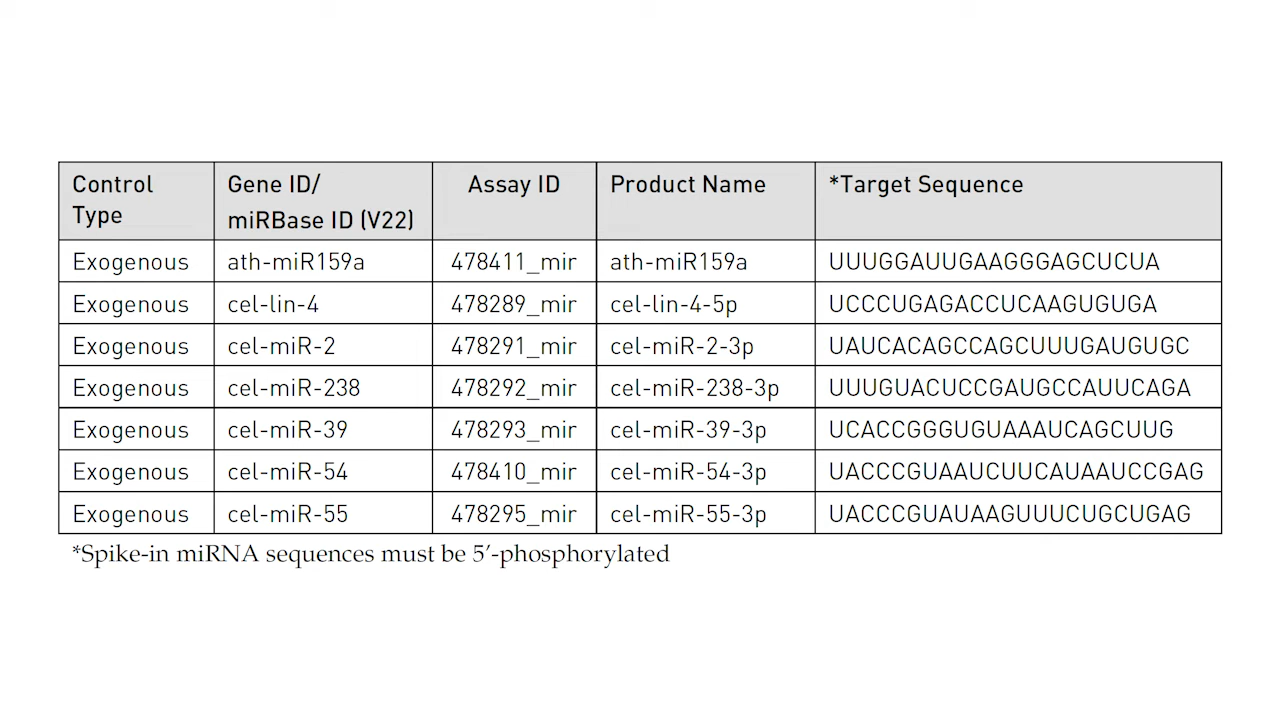 Control Type | Gene ID/ miRBase ID (V22) | Assay ID | Product Name | *Target Sequence
Exogenous | ath-miR159a | 478411_mir | ath-miR159a | UUUGGAUUGAAGGGAGCUCUA
Exogenous | cel-lin-4 | 478289_mir | cel-lin-4-5p | UCCCUGAGACCUCAAGUGUGA
Exogenous | cel-miR-2 | 478291_mir | cel-miR-2-3p | UAUCACAGCCAGCUUUGAUGUGC
Exogenous | cel-miR-238 | 478292_mir | cel-miR-238-3p | UUUGUACUCCGAUGCCAUUCAGA
Exogenous | cel-miR-39 | 478293_mir | cel-miR-39-3p | UCACCGGGUGUAAAUCAGCUUG
Exogenous | cel-miR-54 | 478410_mir | cel-miR-54-3p | UACCCGUAAUCUUCAUAAUCCGAG
Exogenous | cel-miR-55 | 478295_mir | cel-miR-55-3p | UACCCGUAUAAGUUUCUGCUGAG
*Spike-in miRNA sequences must be 5’-phosphorylated